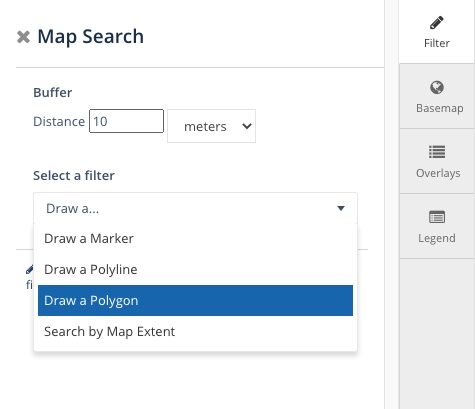 Map Search
Buffer
Distance 10 meters
Select a filter
Draw a...
Draw a Marker
Draw a Polyline
Draw a Polygon
Search by Map Extent
fi
Filter
Basemap
Overlays
Legend